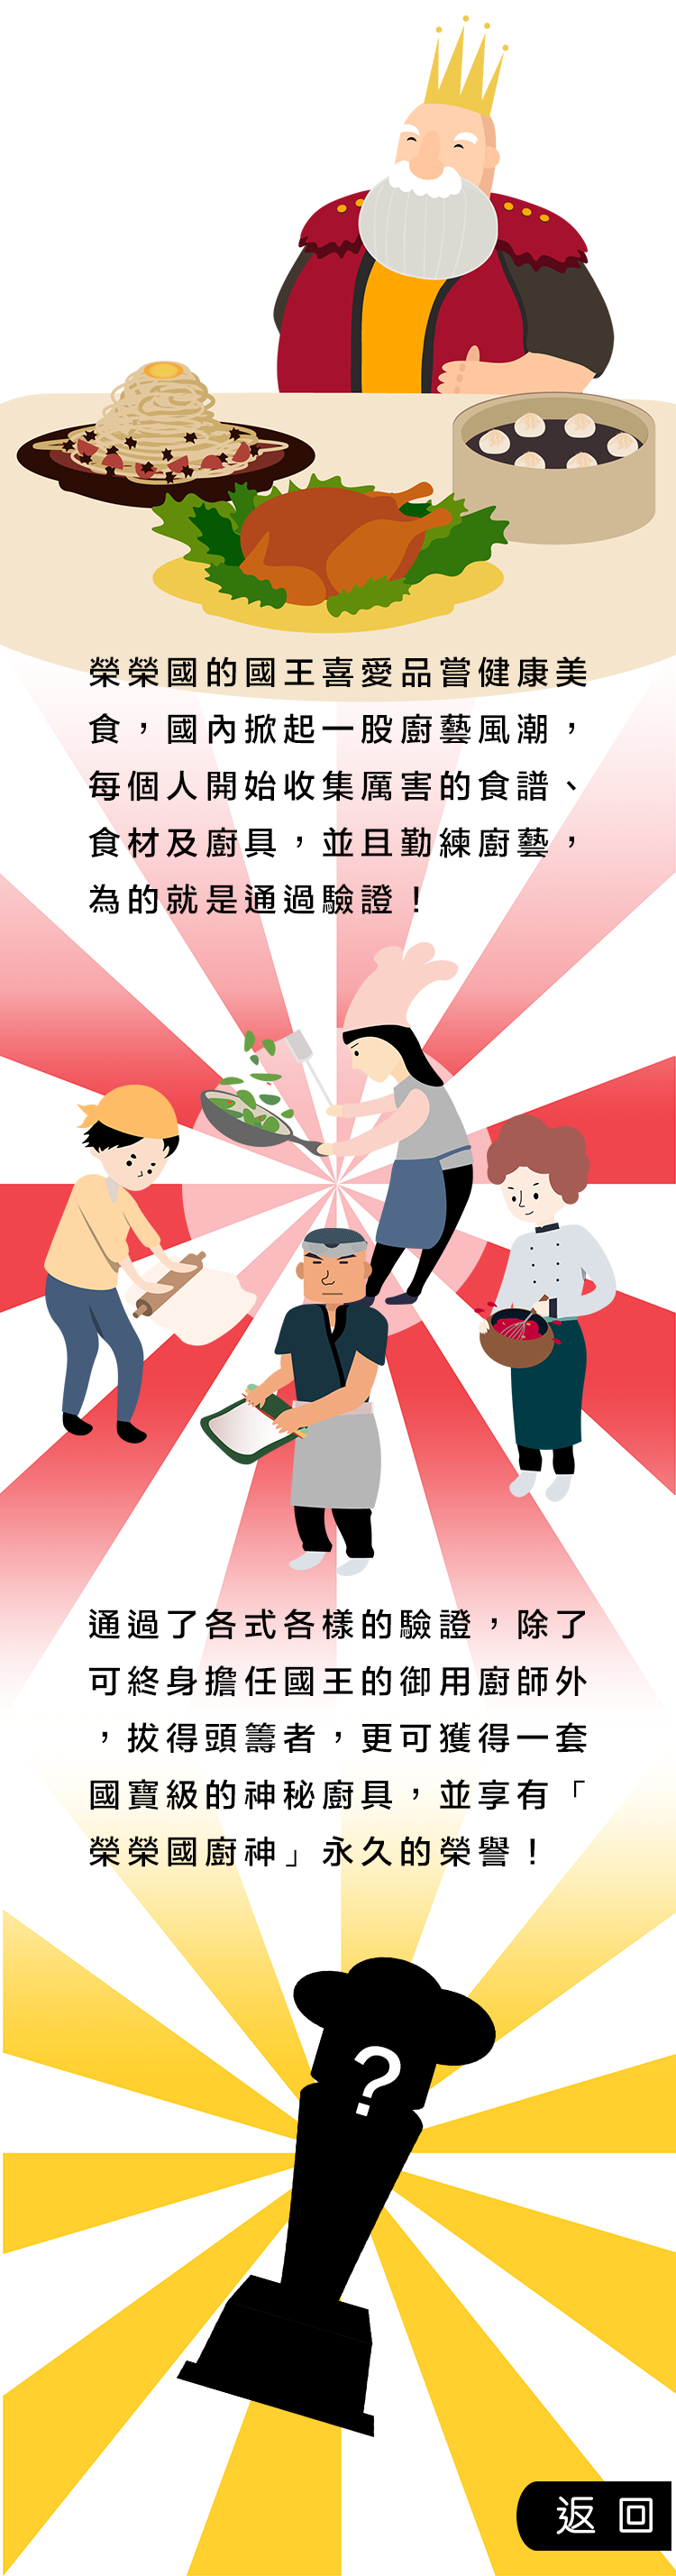 榮榮國的國王喜愛品嘗健康美
食，國內掀起一股廚藝風潮，
每個人開始收集厲害的食譜、
食材及廚具，並且勤練廚藝，
為的就是通過驗證！
通過了各式各樣的驗證，除了
可終身擔任國王的御用廚師外
，拔得頭籌者，更可獲得一套
國寶級的神秘廚具，並享有「
榮榮國廚神」永久的榮譽！
?
返回